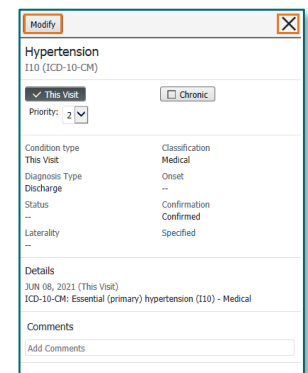 Modify
Hypertension
I10 (ICD-10-CM)
✓ This Visit Chronic
Priority: 2
Condition type Classification
This Visit Medical
Diagnosis Type Onset
Discharge --
Status Confirmation
-- Confirmed
Laterality Specified
--
Details
JUN 08, 2021 (This Visit)
ICD-10-CM: Essential (primary) hypertension (I10) - Medical
Comments
Add Comments